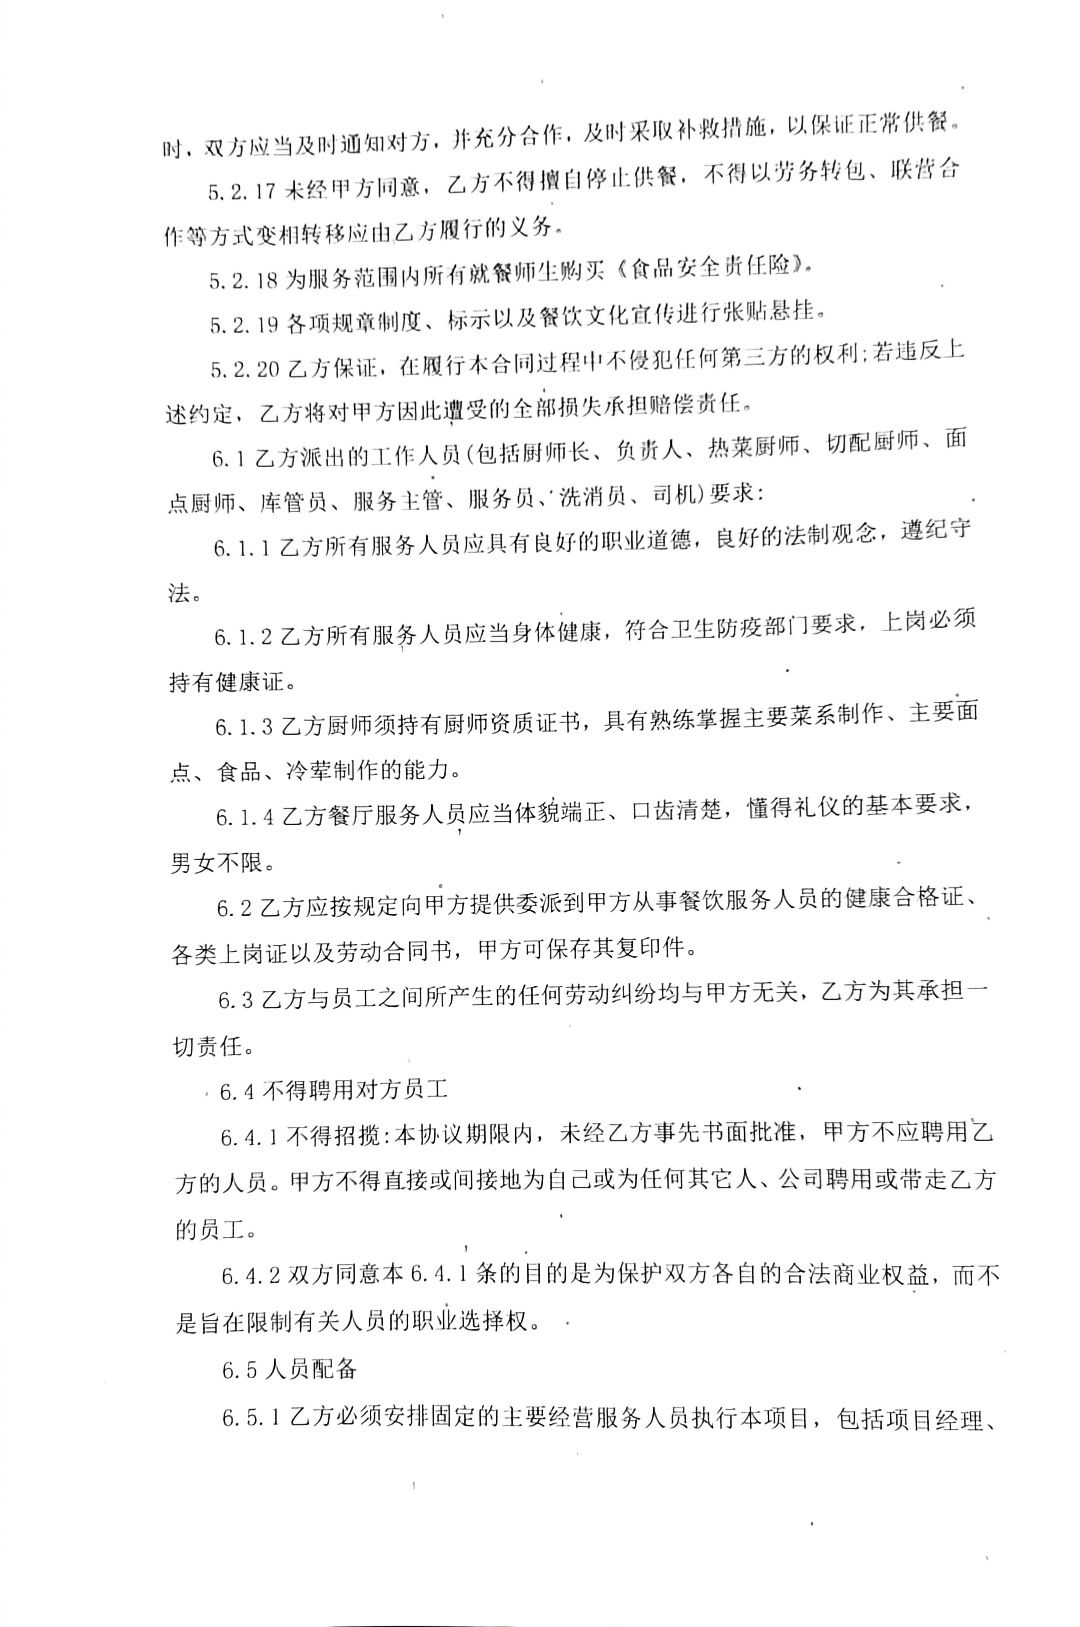 时，双方应当及时通知对方，并充分合作，及时采取补救措施，以保证正常供餐。
5.2.17 未经甲方同意，乙方不得擅自停止供餐，不得以劳务转包、联营合
作等方式变相转移应由乙方履行的义务。
5.2.18 为服务范围内所有就餐师生购买《食品安全责任险》。
5.2.19 各项规章制度、标示以及餐饮文化宣传进行张贴悬挂。
5.2.20 乙方保证，在履行本合同过程中不侵犯任何第三方的权利;若违反上
述约定，乙方将对甲方因此遭受的全部损失承担赔偿责任。
6.1 乙方派出的工作人员(包括厨师长、负责人、热菜厨师、切配厨师、面
点厨师、库管员、服务主管、服务员、洗消员、司机)要求:
6.1.1 乙方所有服务人员应具有良好的职业道德，良好的法制观念，遵纪守
法。
6.1.2 乙方所有服务人员应当身体健康，符合卫生防疫部门要求，上岗必须
持有健康证。
6.1.3 乙方厨师须持有厨师资质证书，具有熟练掌握主要菜系制作、主要面
点、食品、冷荤制作的能力。
6.1.4 乙方餐厅服务人员应当体貌端正、口齿清楚，懂得礼仪的基本要求，
男女不限。
6.2 乙方应按规定向甲方提供委派到甲方从事餐饮服务人员的健康合格证、
各类上岗证以及劳动合同书，甲方可保存其复印件。
6.3 乙方与员工之间所产生的任何劳动纠纷均与甲方无关，乙方为其承担一
切责任。
6.4 不得聘用对方员工
6.4.1 不得招揽:本协议期限内，未经乙方事先书面批准，甲方不应聘用乙
方的人员。甲方不得直接或间接地为自己或为任何其它人、公司聘用或带走乙方
的员工。
6.4.2 双方同意本 6.4.1 条的目的是为保护双方各自的合法商业权益，而不
是旨在限制有关人员的职业选择权。
6.5 人员配备
6.5.1 乙方必须安排固定的主要经营服务人员执行本项目，包括项目经理、